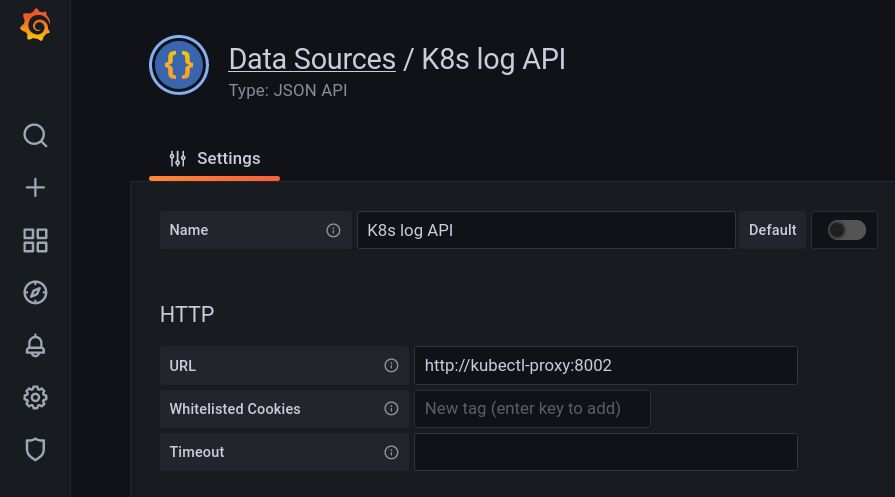 Data Sources / K8s log API
Type: JSON API
Settings
Name
K8s log API
Default
HTTP
URL
http://kubectl-proxy:8002
Whitelisted Cookies
New tag (enter key to add)
Timeout